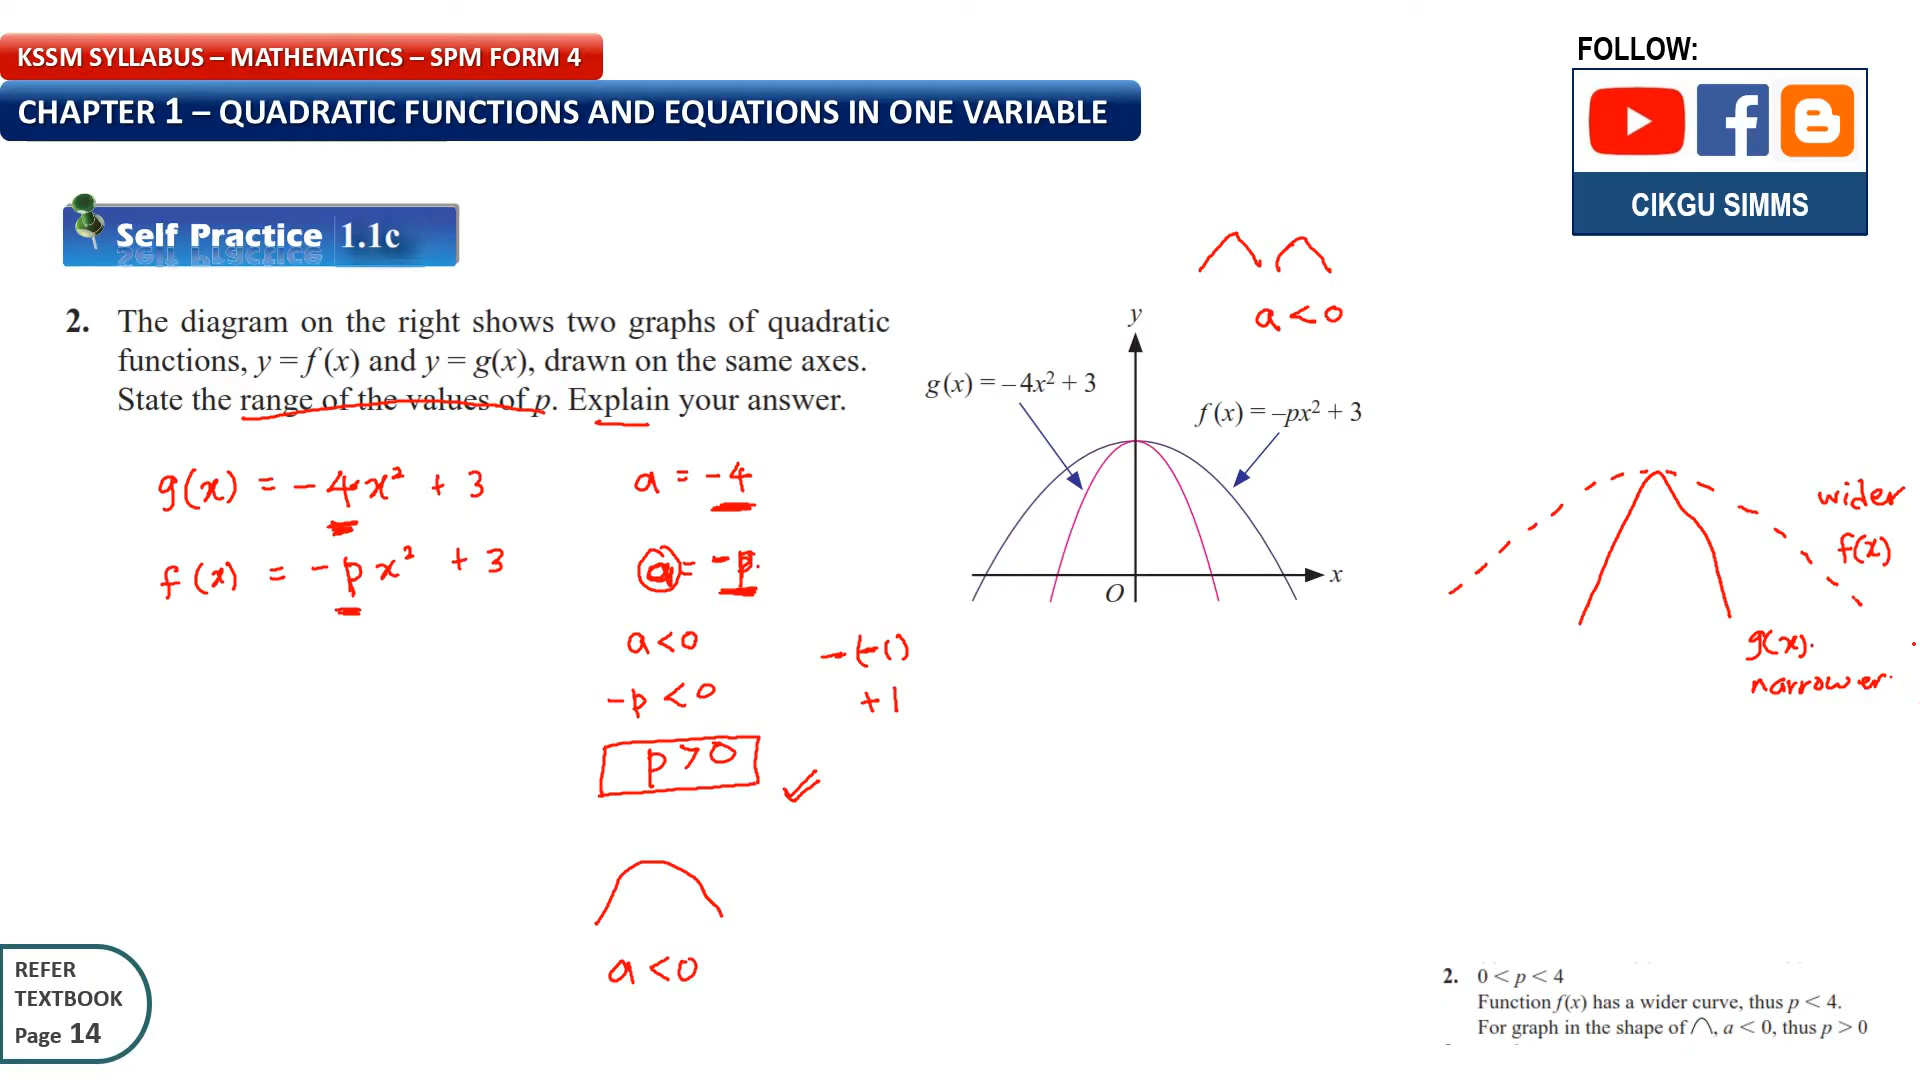 KSSM SYLLABUS – MATHEMATICS – SPM FORM 4
CHAPTER 1 – QUADRATIC FUNCTIONS AND EQUATIONS IN ONE VARIABLE
FOLLOW:
CIKGU SIMMS
Self Practice 1.1c
2. The diagram on the right shows two graphs of quadratic
functions, y = f (x) and y = g(x), drawn on the same axes.
State the range of the values of p. Explain your answer.
g(x) = -4x² + 3
a = -4
f(x) = -px² + 3
a = -p.
a < 0
-p < 0
p > 0
-(-1)
+1
a < 0
a < 0
y
g(x) = –4x² + 3
f (x) = –px² + 3
O
x
wider
f(x)
g(x).
narrower.
REFER
TEXTBOOK
Page 14
2. 0 < p < 4
Function f(x) has a wider curve, thus p < 4.
For graph in the shape of ⌒, a < 0, thus p > 0